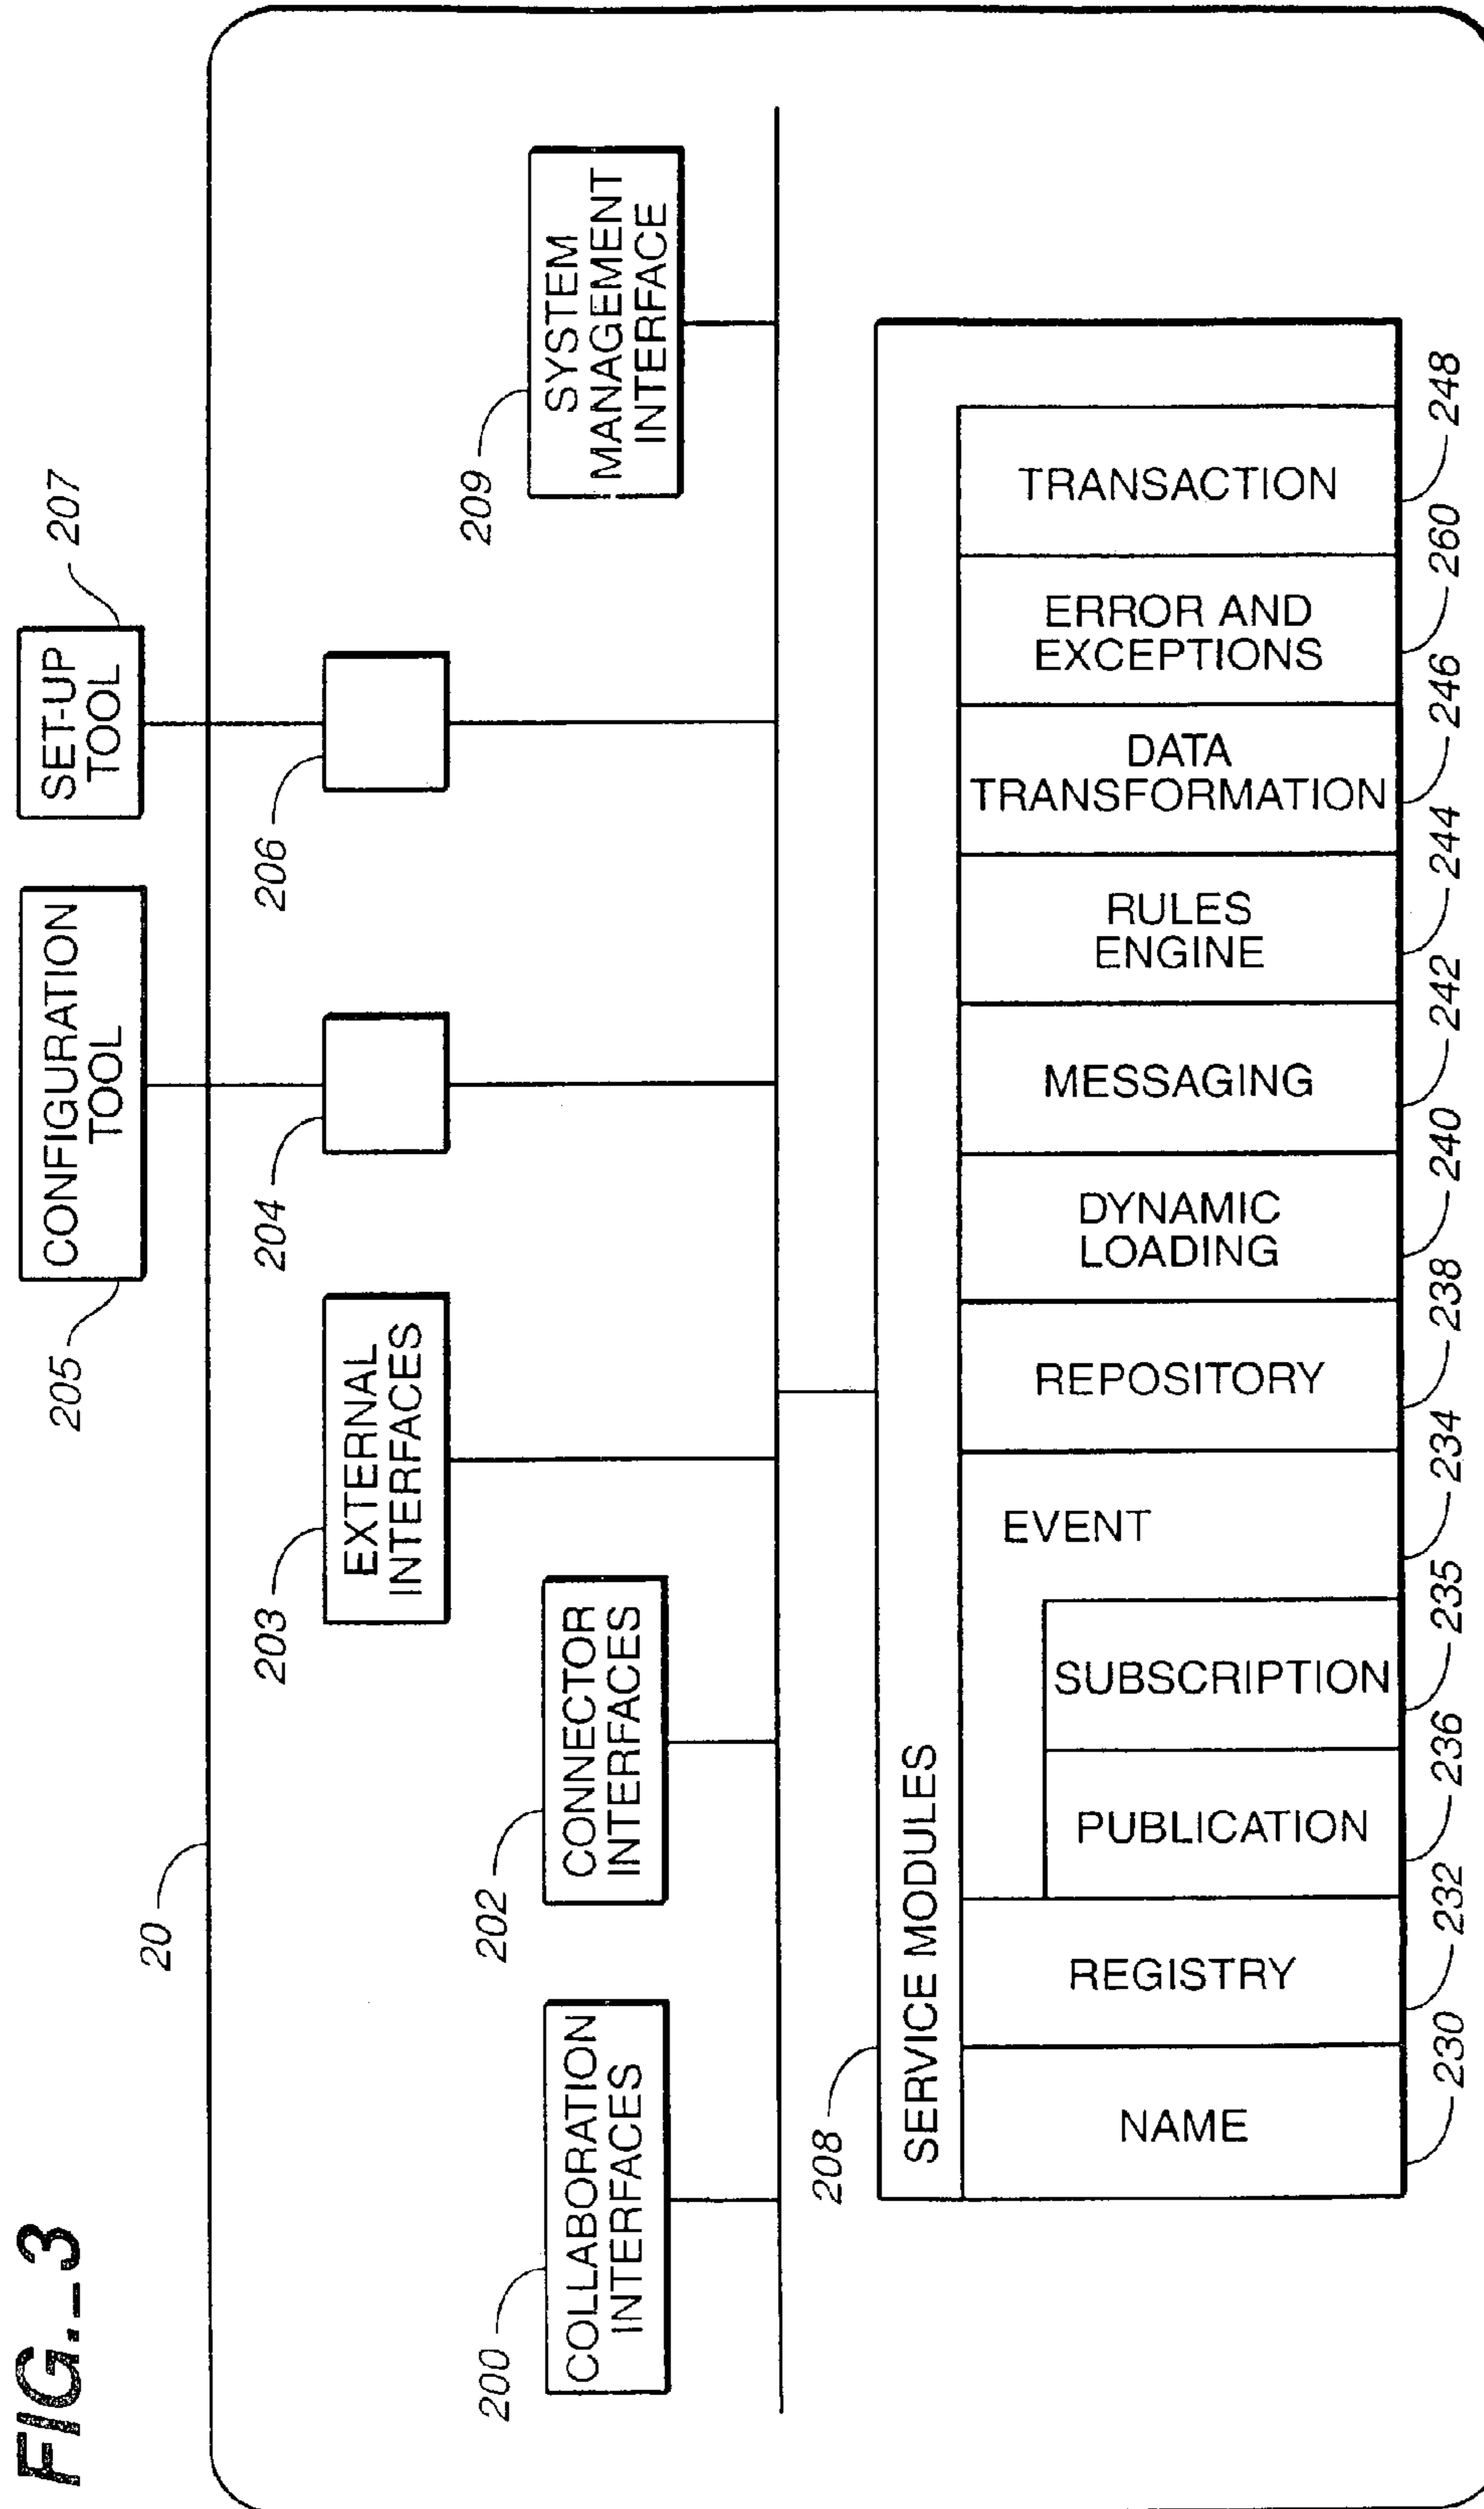 FIG._3
CONFIGURATION
TOOL
205
SET-UP
TOOL
207
20
203
EXTERNAL
INTERFACES
204
206
200
COLLABORATION
INTERFACES
202
CONNECTOR
INTERFACES
209
SYSTEM
MANAGEMENT
INTERFACE
208
SERVICE MODULES
NAME
REGISTRY
EVENT
PUBLICATION
SUBSCRIPTION
REPOSITORY
DYNAMIC
LOADING
MESSAGING
RULES
ENGINE
DATA
TRANSFORMATION
ERROR AND
EXCEPTIONS
TRANSACTION
230
232
236
235
234
238
240
242
244
246
260
248